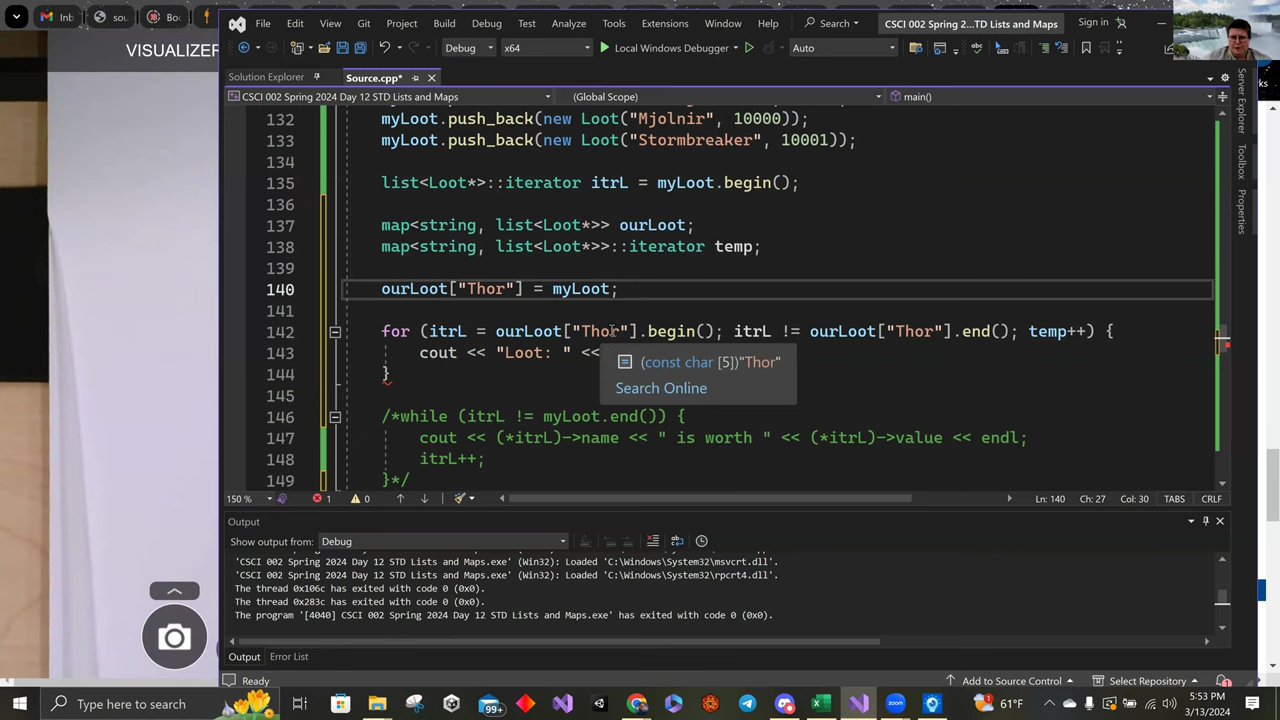 Inb
sou
Bo
File Edit View Git Project Build Debug Test Analyze Tools Extensions Window Help Search CSCI 002 Spring 2...TD Lists and Maps Sign in
VISUALIZER
Debug x64 Local Windows Debugger Auto
Solution Explorer Source.cpp*
CSCI 002 Spring 2024 Day 12 STD Lists and Maps (Global Scope) main()
132 myLoot.push_back(new Loot("Mjolnir", 10000));
133 myLoot.push_back(new Loot("Stormbreaker", 10001));
134
135 list<Loot*>::iterator itrL = myLoot.begin();
136
137 map<string, list<Loot*>> ourLoot;
138 map<string, list<Loot*>>::iterator temp;
139
140 ourLoot["Thor"] = myLoot;
141
142 for (itrL = ourLoot["Thor"].begin(); itrL != ourLoot["Thor"].end(); temp++) {
143 cout << "Loot: " <<
(const char [5])"Thor"
144 }
Search Online
145
146 /*while (itrL != myLoot.end()) {
147 cout << (*itrL)->name << " is worth " << (*itrL)->value << endl;
148 itrL++;
149 }*/
150 % 1 0 Ln: 140 Ch: 27 Col: 30 TABS CRLF
Output
Show output from: Debug
'CSCI 002 Spring 2024 Day 12 STD Lists and Maps.exe' (Win32): Loaded 'C:\Windows\System32\msvcrt.dll'.
'CSCI 002 Spring 2024 Day 12 STD Lists and Maps.exe' (Win32): Loaded 'C:\Windows\System32\rpcrt4.dll'.
The thread 0x106c has exited with code 0 (0x0).
The thread 0x283c has exited with code 0 (0x0).
The program '[4040] CSCI 002 Spring 2024 Day 12 STD Lists and Maps.exe' has exited with code 0 (0x0).
Output Error List
Ready Add to Source Control Select Repository 1
Server Explorer
Toolbox
Properties
Type here to search 99+ 61°F 5:53 PM
3/13/2024